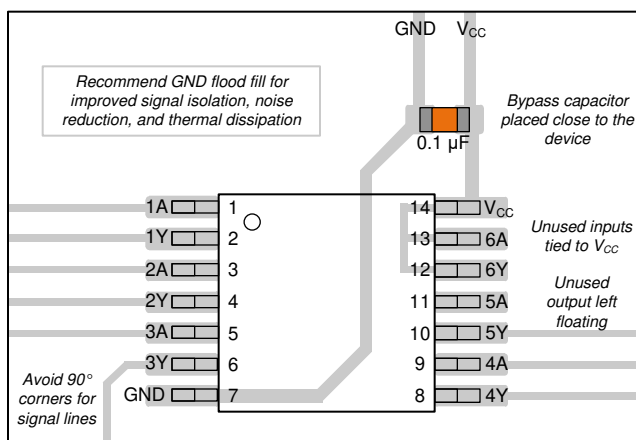 GND VCC
Recommend GND flood fill for
improved signal isolation, noise
reduction, and thermal dissipation
Bypass capacitor
placed close to the
device
0.1 µF
1A 1 14 VCC
1Y 2 13 6A
2A 3 12 6Y
2Y 4 11 5A
3A 5 10 5Y
3Y 6 9 4A
GND 7 8 4Y
Unused inputs
tied to VCC
Unused
output left
floating
Avoid 90°
corners for
signal lines